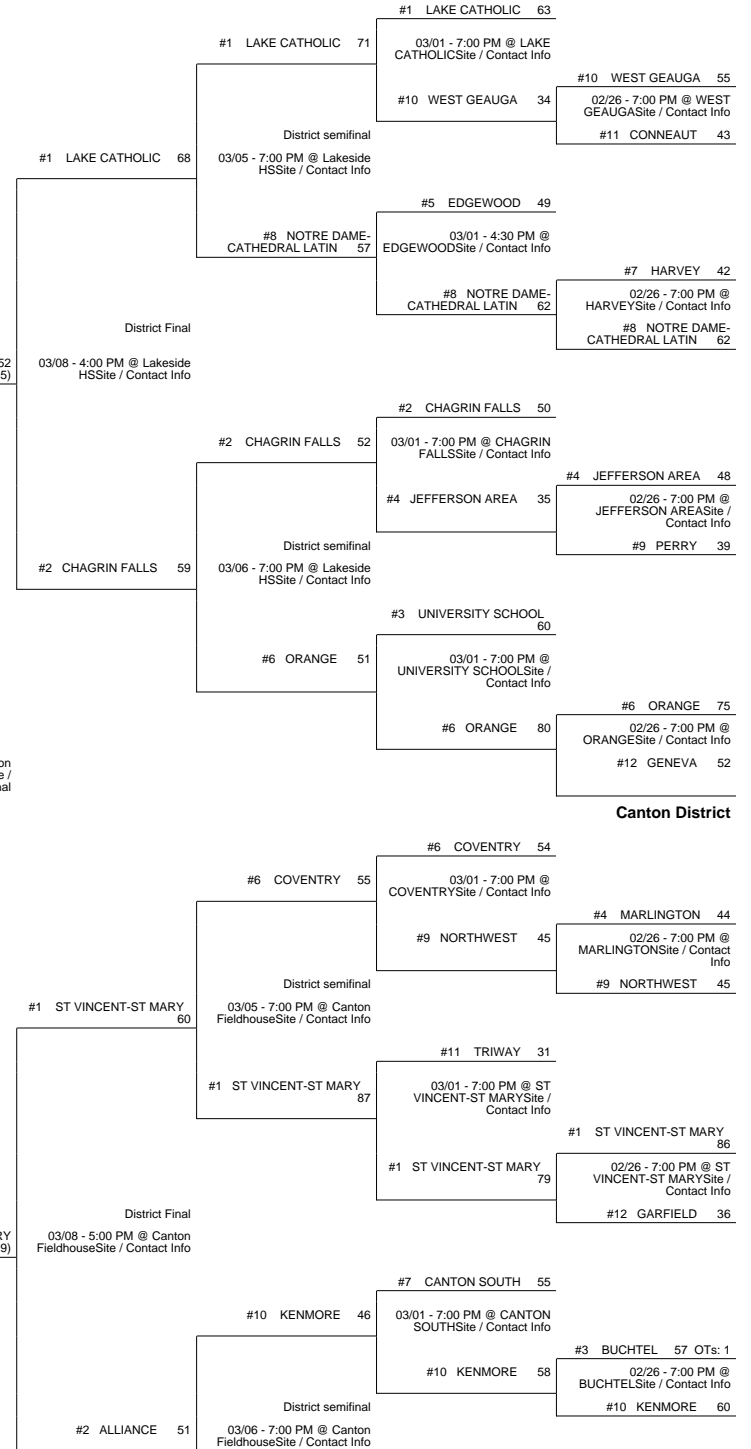 #1 LAKE CATHOLIC 63
#1 LAKE CATHOLIC 71
03/01 - 7:00 PM @ LAKE
CATHOLICSite / Contact Info
#10 WEST GEAUGA 55
#10 WEST GEAUGA 34
02/26 - 7:00 PM @ WEST
GEAUGASite / Contact Info
District semifinal
#11 CONNEAUT 43
#1 LAKE CATHOLIC 68
03/05 - 7:00 PM @ Lakeside
HSSite / Contact Info
#5 EDGEWOOD 49
#8 NOTRE DAME-
CATHEDRAL LATIN 57
03/01 - 4:30 PM @
EDGEWOODSite / Contact Info
#7 HARVEY 42
#8 NOTRE DAME-
CATHEDRAL LATIN 62
02/26 - 7:00 PM @
HARVEYSite / Contact Info
District Final
#8 NOTRE DAME-
CATHEDRAL LATIN 62
52
5)
03/08 - 4:00 PM @ Lakeside
HSSite / Contact Info
#2 CHAGRIN FALLS 50
#2 CHAGRIN FALLS 52
03/01 - 7:00 PM @ CHAGRIN
FALLSSite / Contact Info
#4 JEFFERSON AREA 48
#4 JEFFERSON AREA 35
02/26 - 7:00 PM @
JEFFERSON AREASite /
Contact Info
District semifinal
#9 PERRY 39
#2 CHAGRIN FALLS 59
03/06 - 7:00 PM @ Lakeside
HSSite / Contact Info
#3 UNIVERSITY SCHOOL
60
#6 ORANGE 51
03/01 - 7:00 PM @
UNIVERSITY SCHOOLSite /
Contact Info
#6 ORANGE 75
#6 ORANGE 80
02/26 - 7:00 PM @
ORANGESite / Contact Info
#12 GENEVA 52
on
e /
nal
Canton District
#6 COVENTRY 54
#6 COVENTRY 55
03/01 - 7:00 PM @
COVENTRYSite / Contact Info
#4 MARLINGTON 44
#9 NORTHWEST 45
02/26 - 7:00 PM @
MARLINGTONSite / Contact
Info
District semifinal
#9 NORTHWEST 45
#1 ST VINCENT-ST MARY
60
03/05 - 7:00 PM @ Canton
FieldhouseSite / Contact Info
#11 TRIWAY 31
#1 ST VINCENT-ST MARY
87
03/01 - 7:00 PM @ ST
VINCENT-ST MARYSite /
Contact Info
#1 ST VINCENT-ST MARY
86
#1 ST VINCENT-ST MARY
79
02/26 - 7:00 PM @ ST
VINCENT-ST MARYSite /
Contact Info
District Final
#12 GARFIELD 36
RY
9)
03/08 - 5:00 PM @ Canton
FieldhouseSite / Contact Info
#7 CANTON SOUTH 55
#10 KENMORE 46
03/01 - 7:00 PM @ CANTON
SOUTHSite / Contact Info
#3 BUCHTEL 57 OTs: 1
#10 KENMORE 58
02/26 - 7:00 PM @
BUCHTELSite / Contact Info
District semifinal
#10 KENMORE 60
#2 ALLIANCE 51
03/06 - 7:00 PM @ Canton
FieldhouseSite / Contact Info